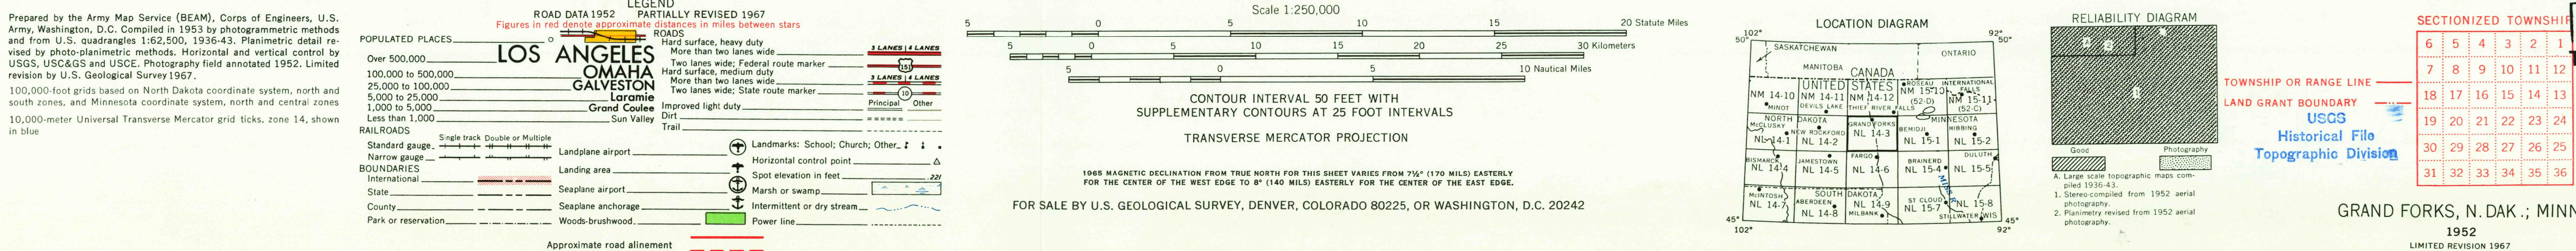 Prepared by the Army Map Service (BEAM), Corps of Engineers, U.S.
Army, Washington, D.C. Compiled in 1953 by photogrammetric methods
and from U.S. quadrangles 1:62,500, 1936-43. Planimetric detail re-
vised by photo-planimetric methods. Horizontal and vertical control by
USGS, USC&GS and USCE. Photography field annotated 1952. Limited
revision by U.S. Geological Survey 1967.
100,000-foot grids based on North Dakota coordinate system, north and
south zones, and Minnesota coordinate system, north and central zones
10,000-meter Universal Transverse Mercator grid ticks, zone 14, shown
in blue
LEGEND
ROAD DATA 1952 PARTIALLY REVISED 1967
Figures in red denote approximate distances in miles between stars
POPULATED PLACES
Over 500,000 LOS ANGELES
100,000 to 500,000 OMAHA
25,000 to 100,000 GALVESTON
5,000 to 25,000 Laramie
1,000 to 5,000 Grand Coulee
Less than 1,000 Sun Valley
ROADS
Hard surface, heavy duty
More than two lanes wide 3 LANES | 4 LANES
Two lanes wide; Federal route marker 151
Hard surface, medium duty
More than two lanes wide 3 LANES | 4 LANES
Two lanes wide; State route marker 10
Principal Other
Improved light duty
Dirt
Trail
RAILROADS
Single track Double or Multiple
Standard gauge
Narrow gauge
BOUNDARIES
International
State
County
Park or reservation
Landplane airport
Landing area
Seaplane airport
Seaplane anchorage
Woods-brushwood
Landmarks: School; Church; Other
Horizontal control point
Spot elevation in feet .221
Marsh or swamp
Intermittent or dry stream
Power line
Approximate road alinement
Scale 1:250,000
5 0 5 10 15 20 Statute Miles
5 0 5 10 15 20 25 30 Kilometers
5 0 5 10 Nautical Miles
CONTOUR INTERVAL 50 FEET WITH
SUPPLEMENTARY CONTOURS AT 25 FOOT INTERVALS
TRANSVERSE MERCATOR PROJECTION
1965 MAGNETIC DECLINATION FROM TRUE NORTH FOR THIS SHEET VARIES FROM 7½° (170 MILS) EASTERLY
FOR THE CENTER OF THE WEST EDGE TO 8° (140 MILS) EASTERLY FOR THE CENTER OF THE EAST EDGE.
FOR SALE BY U.S. GEOLOGICAL SURVEY, DENVER, COLORADO 80225, OR WASHINGTON, D.C. 20242
LOCATION DIAGRAM
102° 92°
50° 50°
SASKATCHEWAN ONTARIO
MANITOBA
CANADA
UNITED STATES
ROSEAU INTERNATIONAL FALLS
NM 14-10 NM 14-11 NM 14-12 NM 15-10 NM 15-11
(52-D) (52-C)
MINOT DEVILS LAKE THIEF RIVER FALLS
NORTH DAKOTA MINNESOTA
McCLUSKY NEW ROCKFORD GRAND FORKS BEMIDJI HIBBING
NL 14-1 NL 14-2 NL 14-3 NL 15-1 NL 15-2
BISMARCK JAMESTOWN FARGO BRAINERD DULUTH
NL 14-4 NL 14-5 NL 14-6 NL 15-4 NL 15-5
MISS R
McINTOSH SOUTH DAKOTA
NL 14-7 ABERDEEN NL 14-9 ST CLOUD NL 15-8
NL 14-8 MILBANK NL 15-7 STILLWATER WIS
45° 45°
102° 92°
RELIABILITY DIAGRAM
1 A 2
1
Good Photography
A. Large scale topographic maps com-
piled 1936-43.
1. Stereo-compiled from 1952 aerial
photography.
2. Planimetry revised from 1952 aerial
photography.
TOWNSHIP OR RANGE LINE
LAND GRANT BOUNDARY
USGS
Historical File
Topographic Division
SECTIONIZED TOWNSHIP
6 5 4 3 2 1
7 8 9 10 11 12
18 17 16 15 14 13
19 20 21 22 23 24
30 29 28 27 26 25
31 32 33 34 35 36
GRAND FORKS, N. DAK.; MINN
1952
LIMITED REVISION 1967